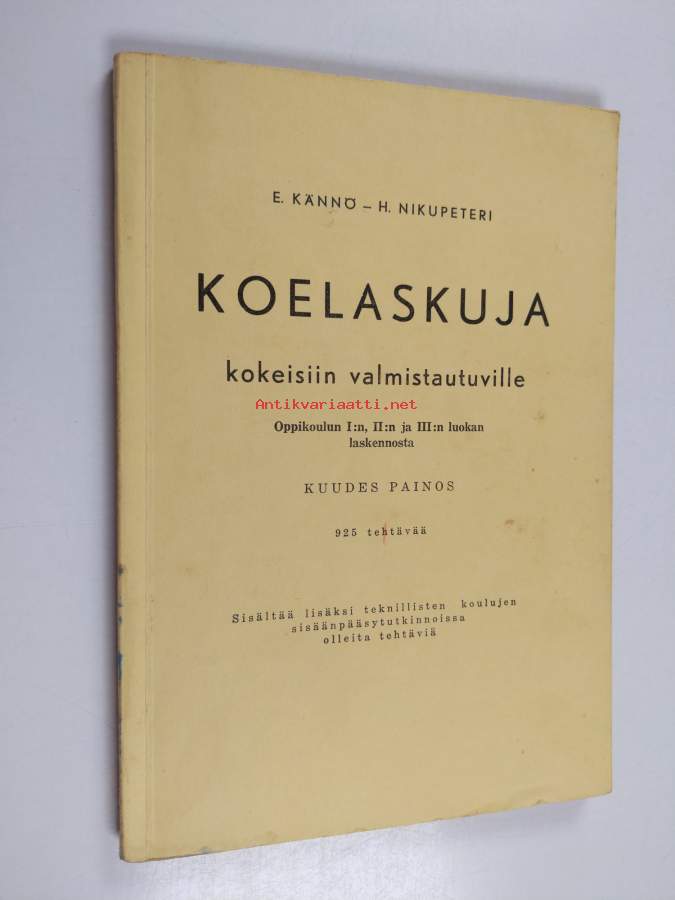 E. KÄNNÖ – H. NIKUPETERI
KOELASKUJA
kokeisiin valmistautuville
Antikvariaatti.net
Oppikoulun I:n, II:n ja III:n luokan
laskennosta
KUUDES PAINOS
925 tehtävää
Sisältää lisäksi teknillisten koulujen
sisäänpääsytutkinnoissa
olleita tehtäviä